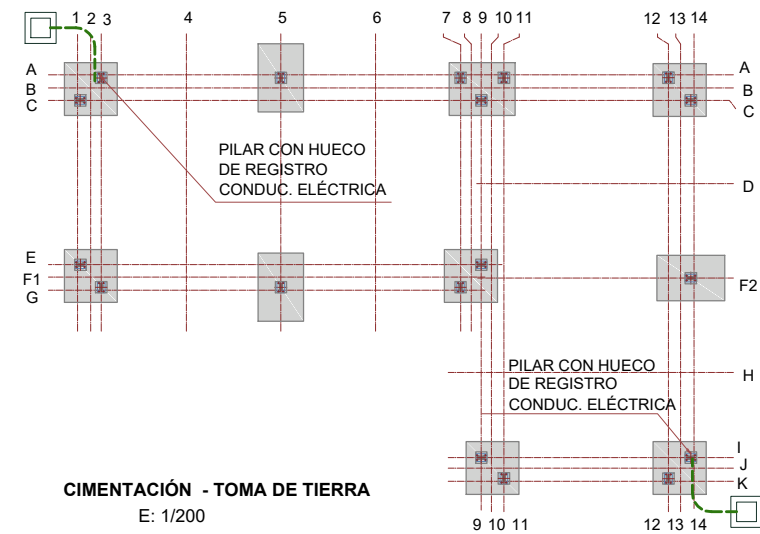 1 2 3 4 5 6 7 8 9 10 11 12 13 14
A A
B B
C C
PILAR CON HUECO
DE REGISTRO
CONDUC. ELÉCTRICA
D
E
F1 F2
G
PILAR CON HUECO
DE REGISTRO
CONDUC. ELÉCTRICA
H
I
J
K
CIMENTACIÓN - TOMA DE TIERRA
E: 1/200
9 10 11 12 13 14